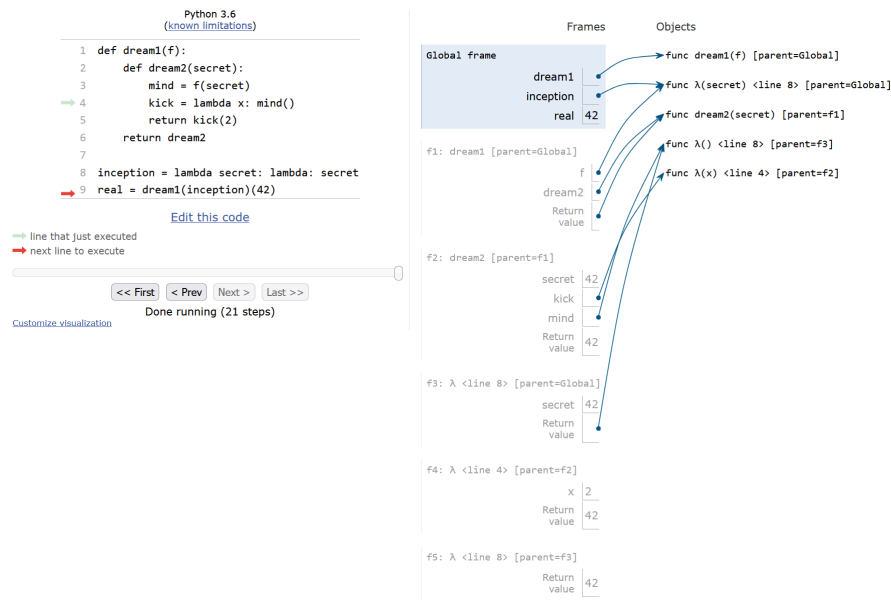 Python 3.6
(known limitations)
1 def dream1(f):
2     def dream2(secret):
3         mind = f(secret)
4         kick = lambda x: mind()
5         return kick(2)
6     return dream2
7
8 inception = lambda secret: lambda: secret
9 real = dream1(inception)(42)
Edit this code
line that just executed
next line to execute
<< First < Prev Next > Last >>
Done running (21 steps)
Customize visualization
Frames Objects
Global frame
dream1
inception
real 42
f1: dream1 [parent=Global]
f
dream2
Return
value
f2: dream2 [parent=f1]
secret 42
kick
mind
Return
value 42
f3: λ <line 8> [parent=Global]
secret 42
Return
value
f4: λ <line 4> [parent=f2]
x 2
Return
value 42
f5: λ <line 8> [parent=f3]
Return
value 42
func dream1(f) [parent=Global]
func λ(secret) <line 8> [parent=Global]
func dream2(secret) [parent=f1]
func λ() <line 8> [parent=f3]
func λ(x) <line 4> [parent=f2]